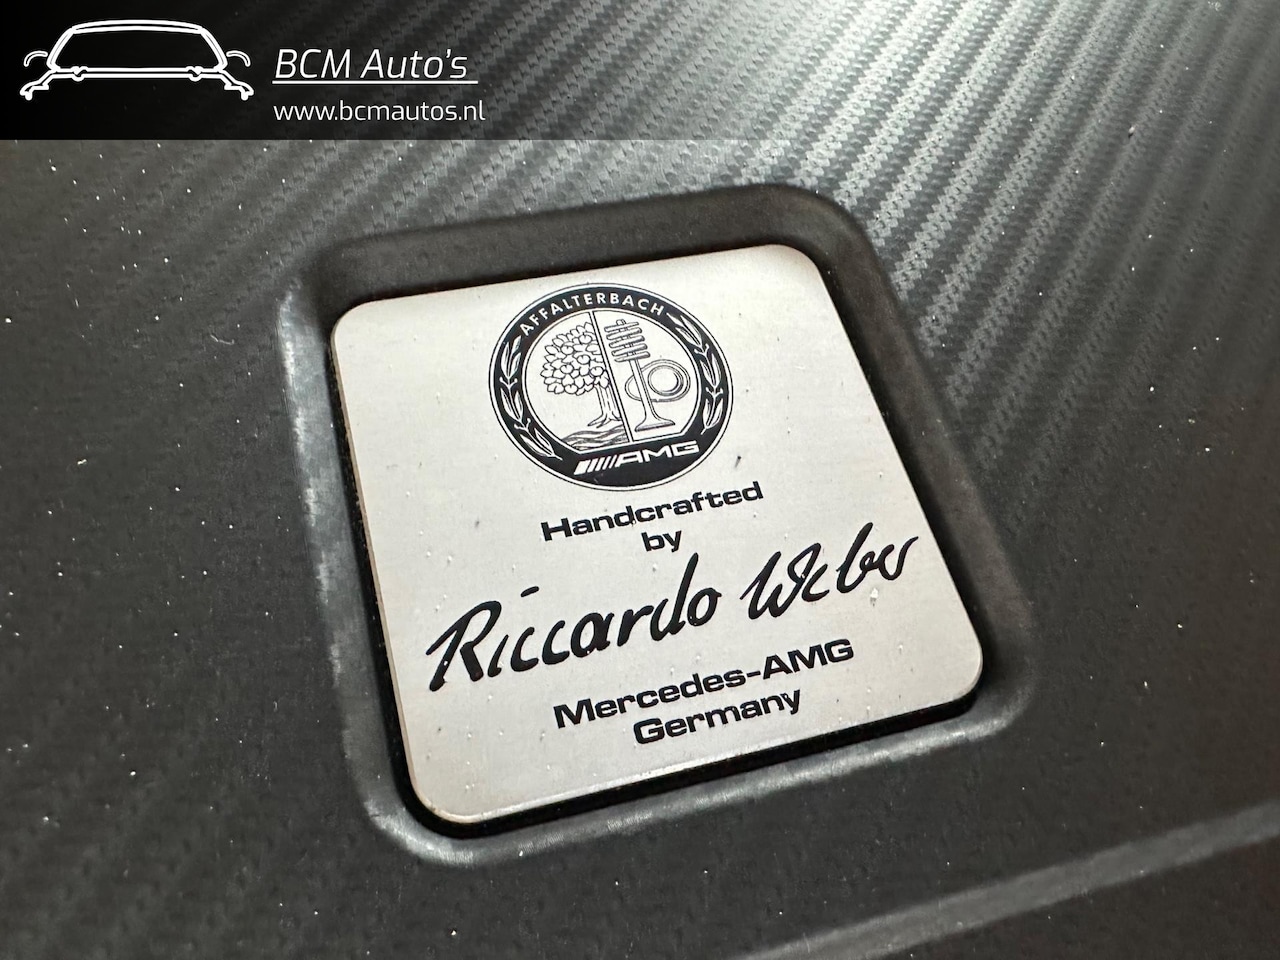 BCM Auto's
www.bcmautos.nl
AFFALTERBACH
AMG
Handcrafted
by
Riccardo Weber
Mercedes-AMG
Germany